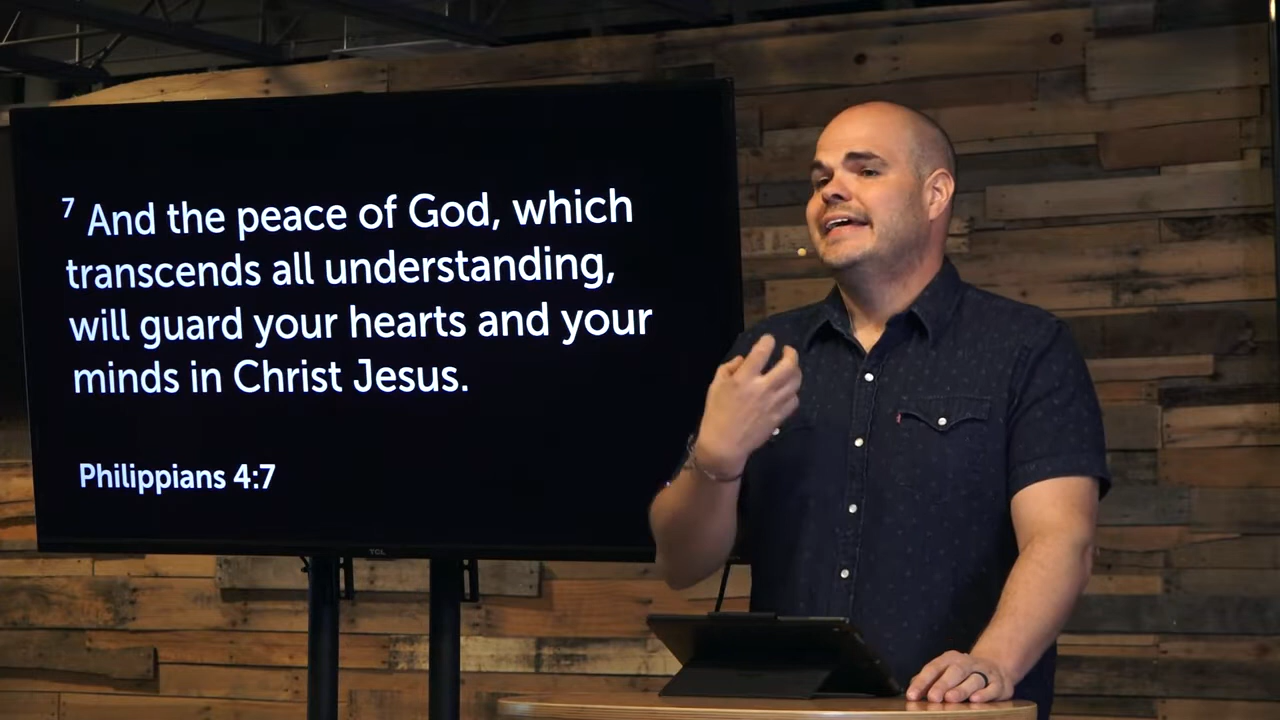 ⁷ And the peace of God, which
transcends all understanding,
will guard your hearts and your
minds in Christ Jesus.
Philippians 4:7
TCL